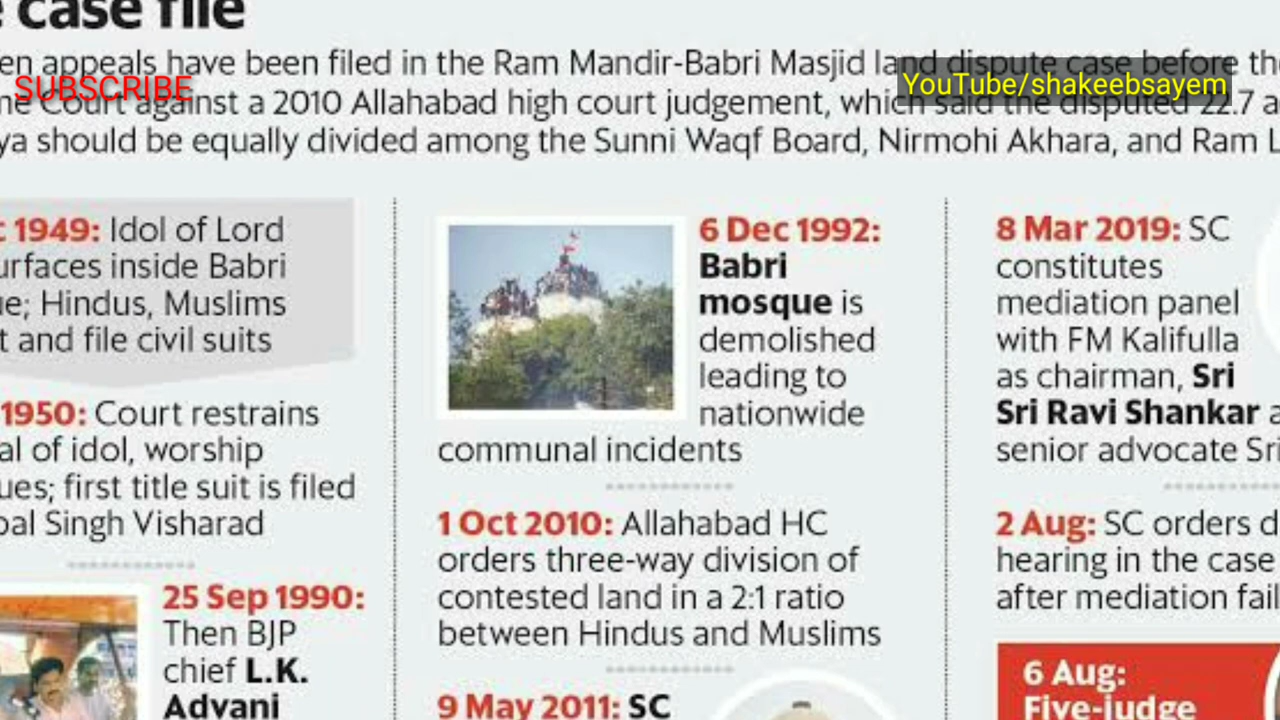 case file
en appeals have been filed in the Ram Mandir-Babri Masjid land dispute case before th
SUBSCRIBE
YouTube/shakeebsayem
me Court against a 2010 Allahabad high court judgement, which said the disputed 22.7 a
ya should be equally divided among the Sunni Waqf Board, Nirmohi Akhara, and Ram L
1949: Idol of Lord
urfaces inside Babri
ue; Hindus, Muslims
t and file civil suits
1950: Court restrains
al of idol, worship
ues; first title suit is filed
pal Singh Visharad
25 Sep 1990:
Then BJP
chief L.K.
Advani
6 Dec 1992:
Babri
mosque is
demolished
leading to
nationwide
communal incidents
1 Oct 2010: Allahabad HC
orders three-way division of
contested land in a 2:1 ratio
between Hindus and Muslims
9 May 2011: SC
8 Mar 2019: SC
constitutes
mediation panel
with FM Kalifulla
as chairman, Sri
Sri Ravi Shankar a
senior advocate Sri
2 Aug: SC orders d
hearing in the case
after mediation fail
6 Aug:
Five-judge